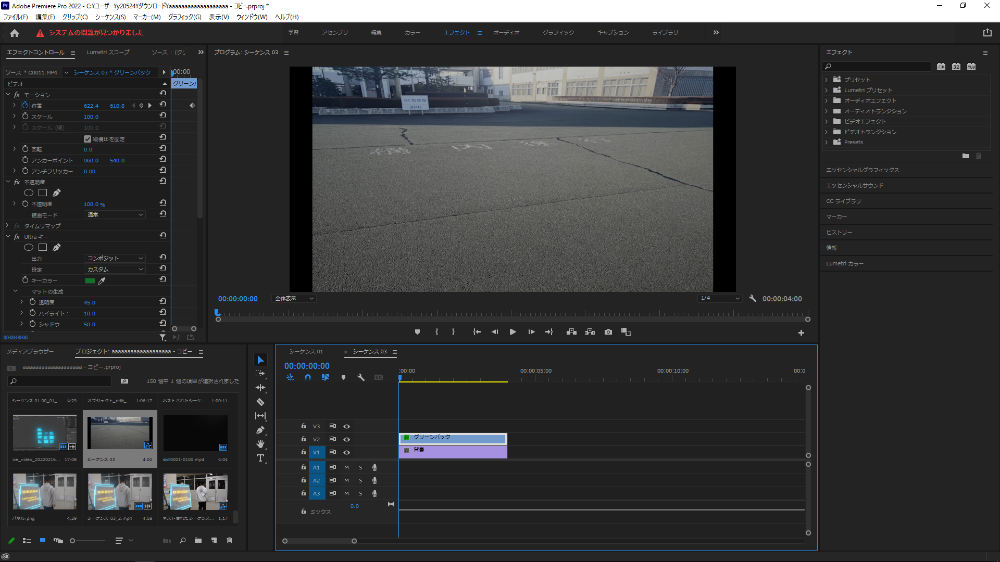 Adobe Premiere Pro 2022 - C:¥ユーザー¥y20524¥ダウンロード¥aaaaaaaaaaaaaaaaaaa - コピー.prproj *
ファイル(F) 編集(E) クリップ(C) シーケンス(S) マーカー(M) グラフィック(G) 表示(V) ウィンドウ(W) ヘルプ(H)
システムの問題が見つかりました
学習 アセンブリ 編集 カラー エフェクト オーディオ グラフィック キャプション ライブラリ
エフェクトコントロール Lumetri スコープ ソース：(クリ
ソース * C0011.MP4 シーケンス 03 * グリーンバック :00:00
ビデオ グリーンバ
fx モーション
位置 622.4 610.8
スケール 100.0
スケール (幅) 100.0
縦横比を固定
回転 0.0
アンカーポイント 960.0 540.0
アンチフリッカー 0.00
fx 不透明度
不透明度 100.0 %
描画モード 通常
fx タイムリマップ
fx Ultra キー
出力 コンポジット
設定 カスタム
キーカラー
マットの生成
透明度 45.0
ハイライト： 10.0
シャドウ 50.0
00:00:00:00
プログラム: シーケンス 03
<<< 駐車場
00:00:00:00 全体表示 1/4 00:00:04:00
エフェクト
32 YUV
プリセット
Lumetri プリセット
オーディオエフェクト
オーディオトランジション
ビデオエフェクト
ビデオトランジション
Presets
エッセンシャルグラフィックス
エッセンシャルサウンド
CC ライブラリ
マーカー
ヒストリー
情報
Lumetri カラー
メディアブラウザー プロジェクト: aaaaaaaaaaaaaaaaaaa - コピー
aaaaaaaaaaaaaaaaaaa - コピー.prproj
150 個中 1 個の項目が選択されました
シーケンス 01.00_01_... 4:29 オブジェクト_edit_... 1:06:17 ネストされたシーケ... 1:00:11
ice_video_20220216... 17:08 シーケンス 03 4:00 skill0001-0100.mp4 4:04
パネル.png 4;29 シーケンス 03_2.mp4 4;58 ネストされたシーケンス... 1;17
シーケンス 01 × シーケンス 03
00:00:00:00
:00:00 00:00:05:00 00:00:10:00 00:0
V3
V2 fx グリーンバック
V1 fx 背景
A1 M S
A2 M S
A3 M S
ミックス 0.0